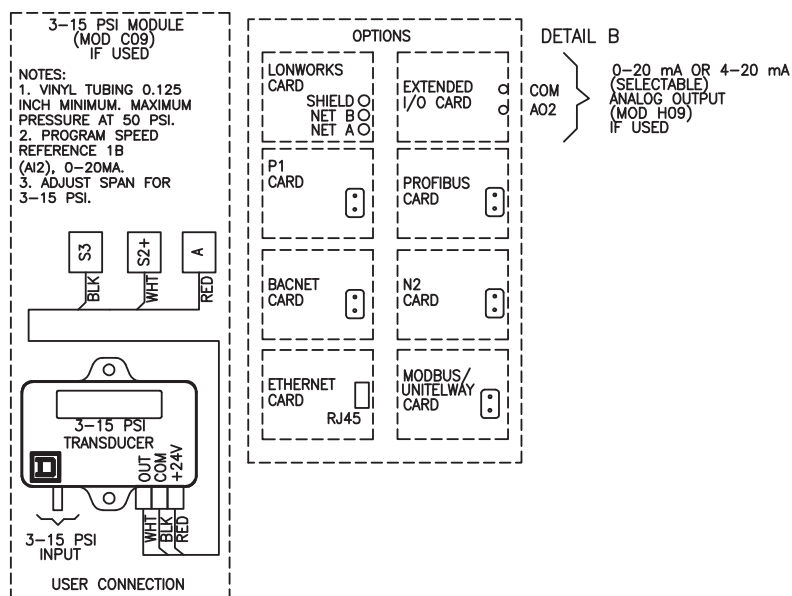 3-15 PSI MODULE
(MOD C09)
IF USED
NOTES:
1. VINYL TUBING 0.125
INCH MINIMUM. MAXIMUM
PRESSURE AT 50 PSI.
2. PROGRAM SPEED
REFERENCE 1B
(AI2), 0-20MA.
3. ADJUST SPAN FOR
3-15 PSI.
S3
S2+
A
BLK
WHT
RED
3-15 PSI
TRANSDUCER
OUT
COM
+24V
WHT
BLK
RED
3-15 PSI
INPUT
USER CONNECTION
OPTIONS
LONWORKS
CARD
SHIELD
NET B
NET A
EXTENDED
I/O CARD
P1
CARD
PROFIBUS
CARD
BACNET
CARD
N2
CARD
ETHERNET
CARD
RJ45
MODBUS/
UNITELWAY
CARD
DETAIL B
COM
AO2
0-20 mA OR 4-20 mA
(SELECTABLE)
ANALOG OUTPUT
(MOD H09)
IF USED